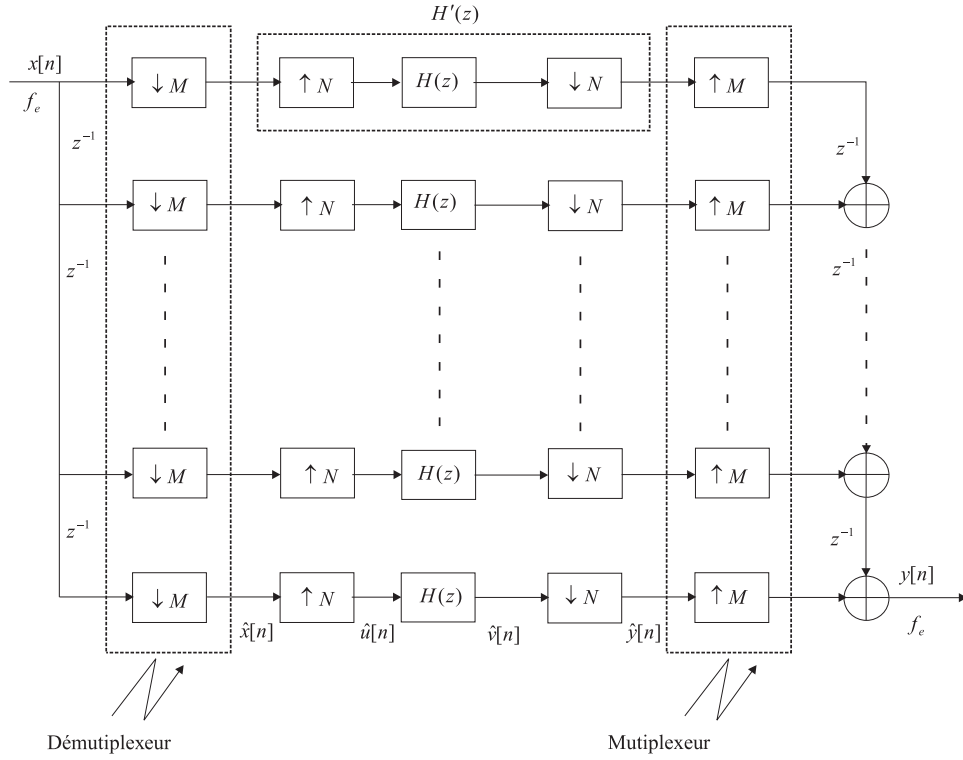 H′(z)
x[n] ↓ M ↑ N H(z) ↓ N ↑ M
f_e
z⁻¹ z⁻¹
↓ M ↑ N H(z) ↓ N ↑ M
z⁻¹ z⁻¹
↓ M ↑ N H(z) ↓ N ↑ M
z⁻¹ z⁻¹
↓ M ↑ N H(z) ↓ N ↑ M y[n]
x̂[n] û[n] v̂[n] ŷ[n] f_e
Démutiplexeur Mutiplexeur